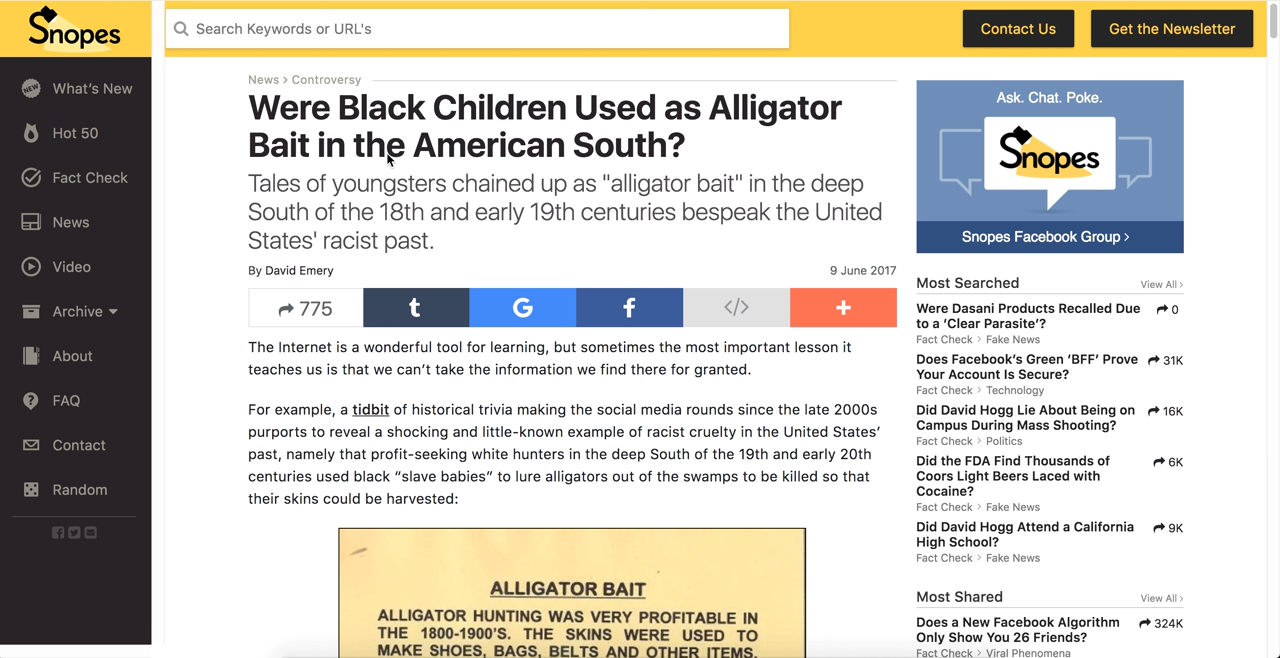 Snopes
Search Keywords or URL's
Contact Us
Get the Newsletter
NEW
What's New
Hot 50
Fact Check
News
Video
Archive
About
FAQ
Contact
Random
News > Controversy
Were Black Children Used as Alligator
Bait in the American South?
Tales of youngsters chained up as "alligator bait" in the deep
South of the 18th and early 19th centuries bespeak the United
States' racist past.
By David Emery
9 June 2017
775
t
G
f
</>
+
The Internet is a wonderful tool for learning, but sometimes the most important lesson it
teaches us is that we can't take the information we find there for granted.
For example, a tidbit of historical trivia making the social media rounds since the late 2000s
purports to reveal a shocking and little-known example of racist cruelty in the United States'
past, namely that profit-seeking white hunters in the deep South of the 19th and early 20th
centuries used black “slave babies” to lure alligators out of the swamps to be killed so that
their skins could be harvested:
ALLIGATOR BAIT
ALLIGATOR HUNTING WAS VERY PROFITABLE IN
THE 1800-1900'S. THE SKINS WERE USED TO
MAKE SHOES, BAGS, BELTS AND OTHER ITEMS.
Ask. Chat. Poke.
Snopes
Snopes Facebook Group >
Most Searched
View All >
Were Dasani Products Recalled Due
to a ‘Clear Parasite’?
0
Fact Check > Fake News
Does Facebook's Green ‘BFF’ Prove
Your Account Is Secure?
31K
Fact Check > Technology
Did David Hogg Lie About Being on
Campus During Mass Shooting?
16K
Fact Check > Politics
Did the FDA Find Thousands of
Coors Light Beers Laced with
Cocaine?
6K
Fact Check > Fake News
Did David Hogg Attend a California
High School?
9K
Fact Check > Fake News
Most Shared
View All >
Does a New Facebook Algorithm
Only Show You 26 Friends?
324K
Fact Check > Viral Phenomena